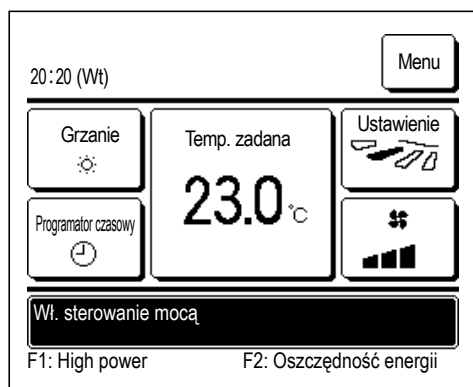 Menu
20:20 (Wt)
Grzanie
Temp. zadana
Ustawienie
23.0 °C
Programator czasowy
Wł. sterowanie mocą
F1: High power F2: Oszczędność energii